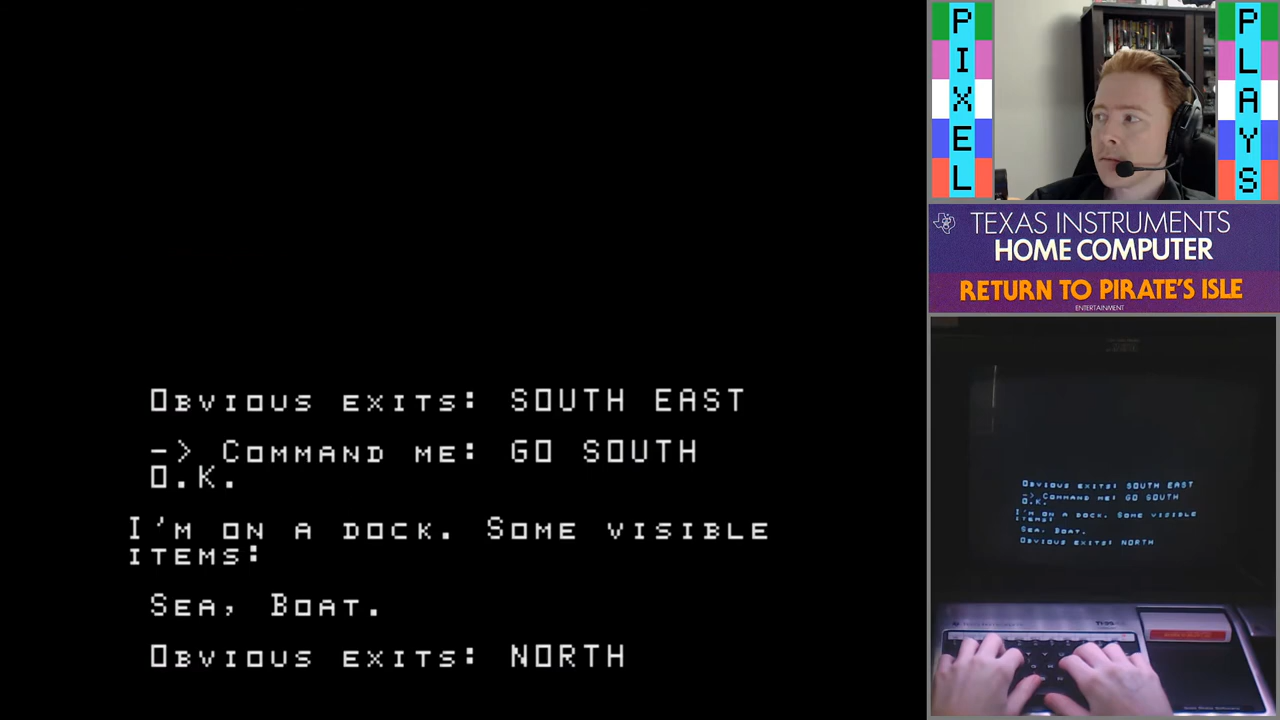 Obvious exits: SOUTH EAST
-> Command me: GO SOUTH
O.K.
I'm on a dock. Some visible
items:
Sea, Boat.
Obvious exits: NORTH
PIXEL
PLAYS
TEXAS INSTRUMENTS
HOME COMPUTER
RETURN TO PIRATE'S ISLE
ENTERTAINMENT
Obvious exits: SOUTH EAST
-> Command me: GO SOUTH
O.K.
I'm on a dock. Some visible
items:
Sea, Boat.
Obvious exits: NORTH